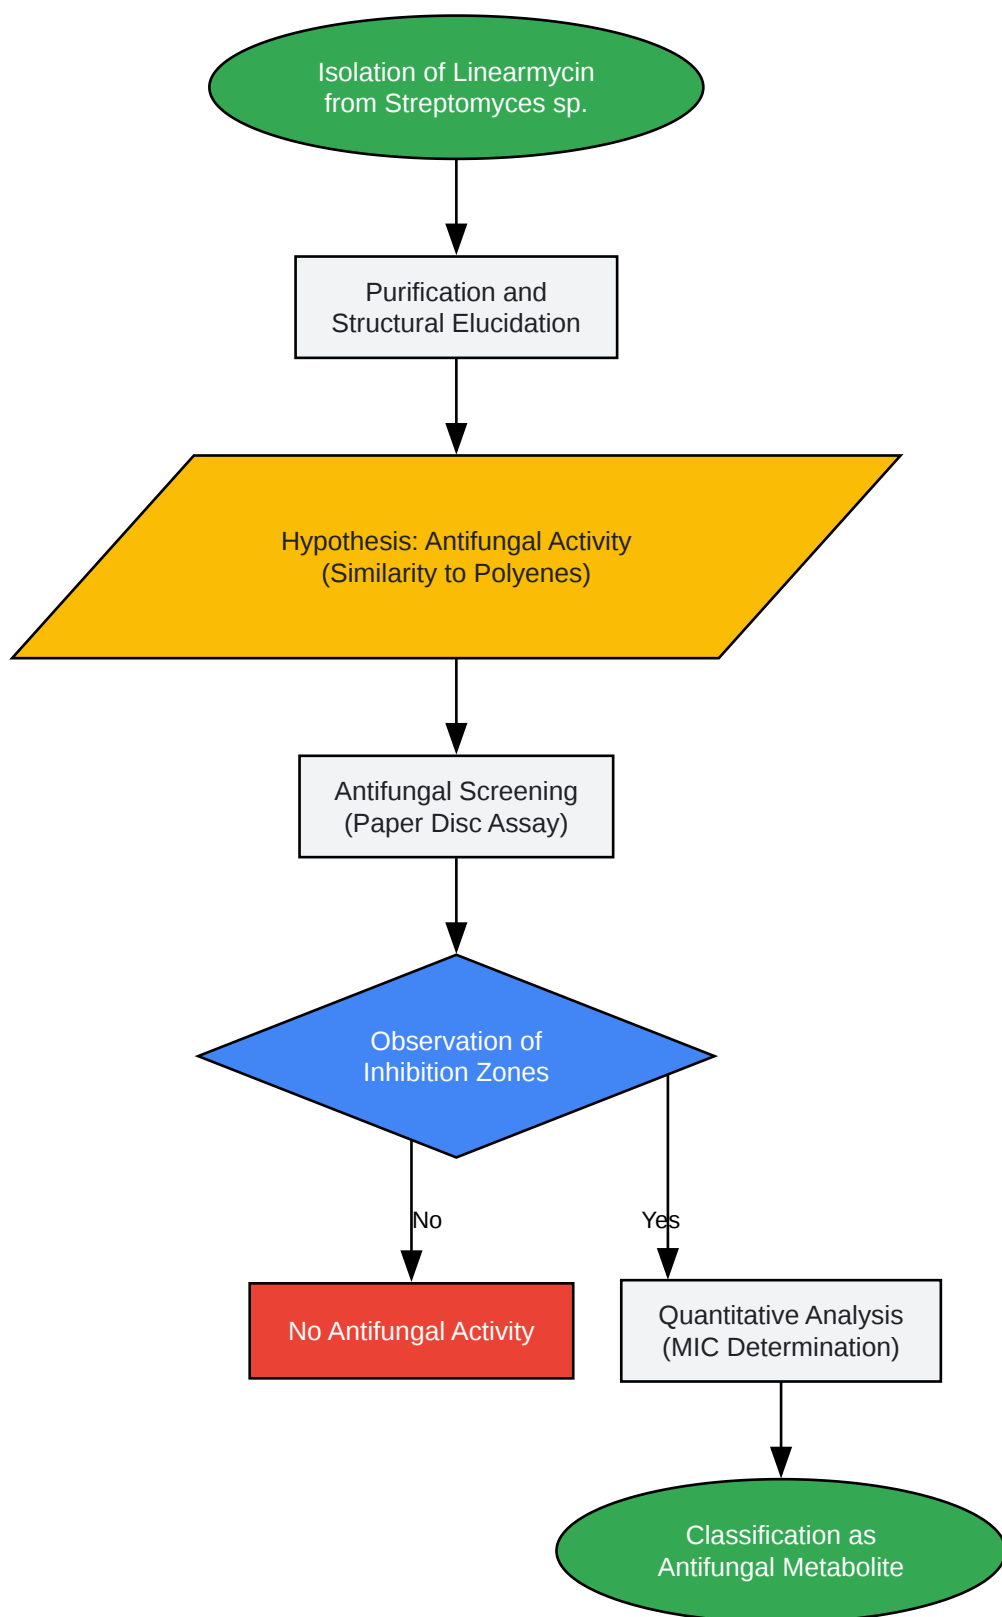 Isolation of Linearmycin
from Streptomyces sp.
Purification and
Structural Elucidation
Hypothesis: Antifungal Activity
(Similarity to Polyenes)
Antifungal Screening
(Paper Disc Assay)
Observation of
Inhibition Zones
No
Yes
No Antifungal Activity
Quantitative Analysis
(MIC Determination)
Classification as
Antifungal Metabolite